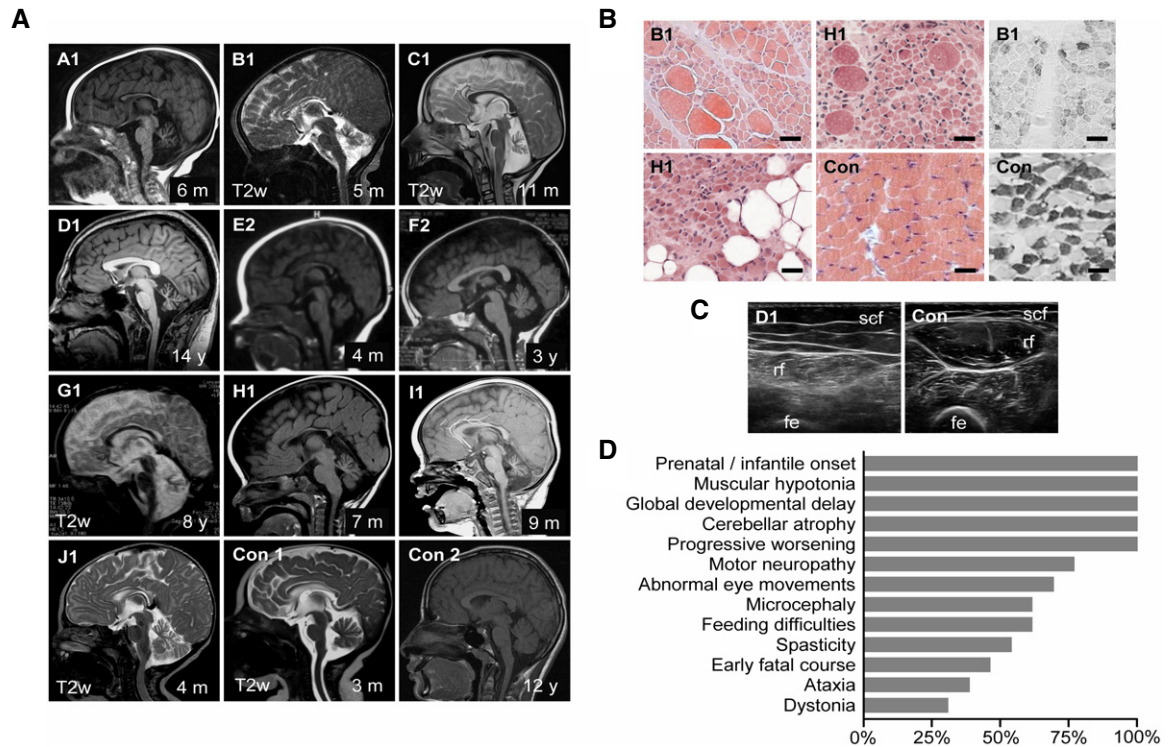 A
A1
6 m
B1
T2w
5 m
C1
T2w
11 m
D1
14 y
E2
H
4 m
F2
3 y
G1
T2w
8 y
H1
7 m
I1
9 m
J1
T2w
4 m
Con 1
T2w
3 m
Con 2
12 y
B
B1
H1
B1
H1
Con
Con
C
D1
scf
rf
fe
Con
scf
rf
fe
D
Prenatal / infantile onset
Muscular hypotonia
Global developmental delay
Cerebellar atrophy
Progressive worsening
Motor neuropathy
Abnormal eye movements
Microcephaly
Feeding difficulties
Spasticity
Early fatal course
Ataxia
Dystonia
0% 25% 50% 75% 100%